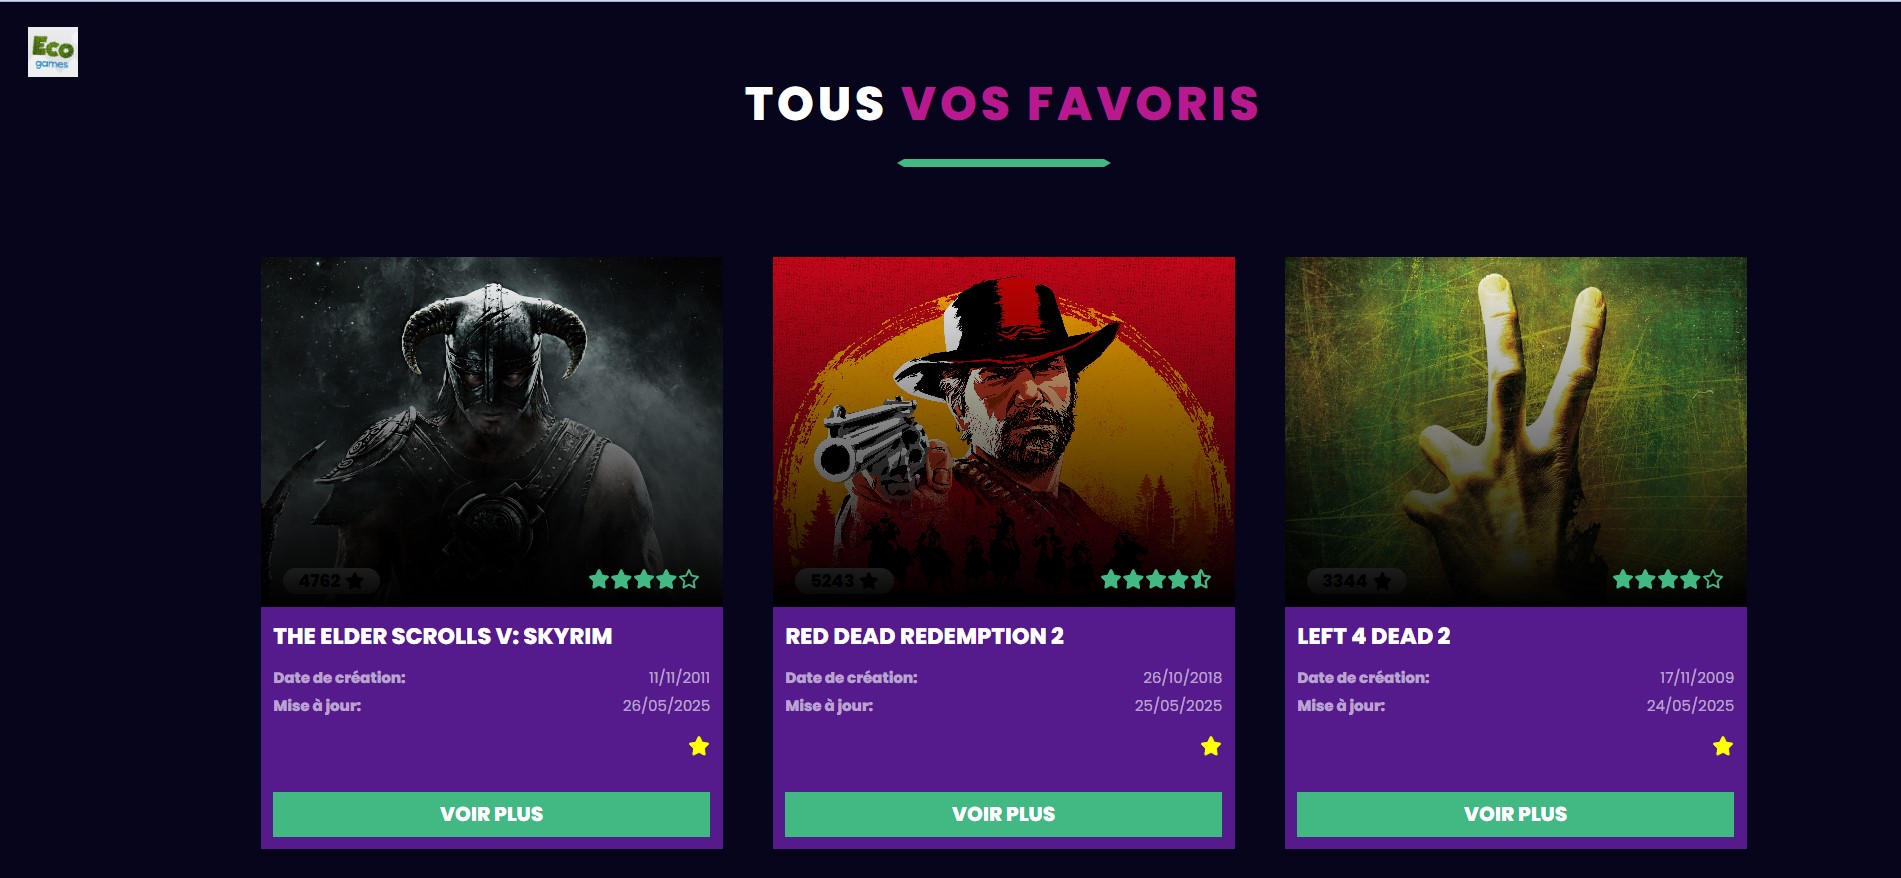 Eco
games
TOUS VOS FAVORIS
4762
5243
3344
THE ELDER SCROLLS V: SKYRIM
Date de création: 11/11/2011
Mise à jour: 26/05/2025
VOIR PLUS
RED DEAD REDEMPTION 2
Date de création: 26/10/2018
Mise à jour: 25/05/2025
VOIR PLUS
LEFT 4 DEAD 2
Date de création: 17/11/2009
Mise à jour: 24/05/2025
VOIR PLUS